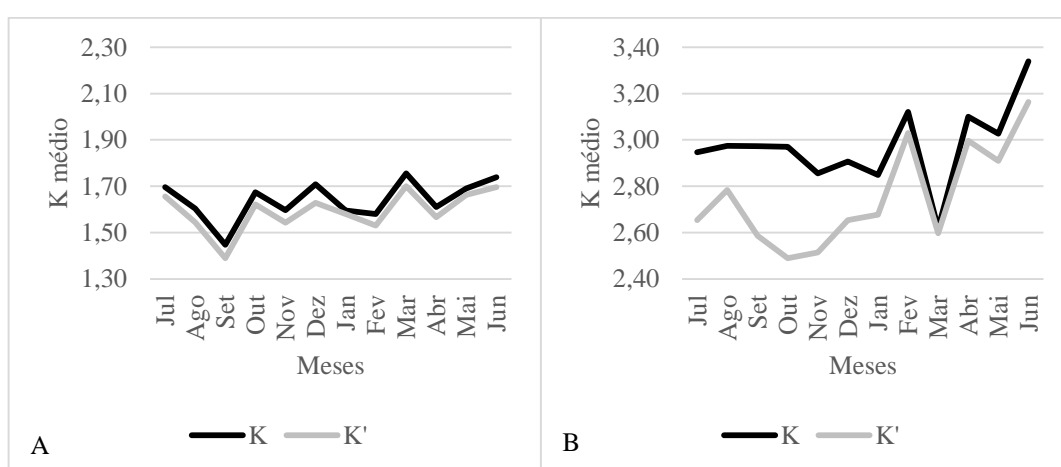 2,30
2,10
1,90
1,70
1,50
1,30
K médio
Jul
Ago
Set
Out
Nov
Dez
Jan
Fev
Mar
Abr
Mai
Jun
Meses
K K'
A
3,40
3,20
3,00
2,80
2,60
2,40
K médio
Jul
Ago
Set
Out
Nov
Dez
Jan
Fev
Mar
Abr
Mai
Jun
Meses
K K'
B